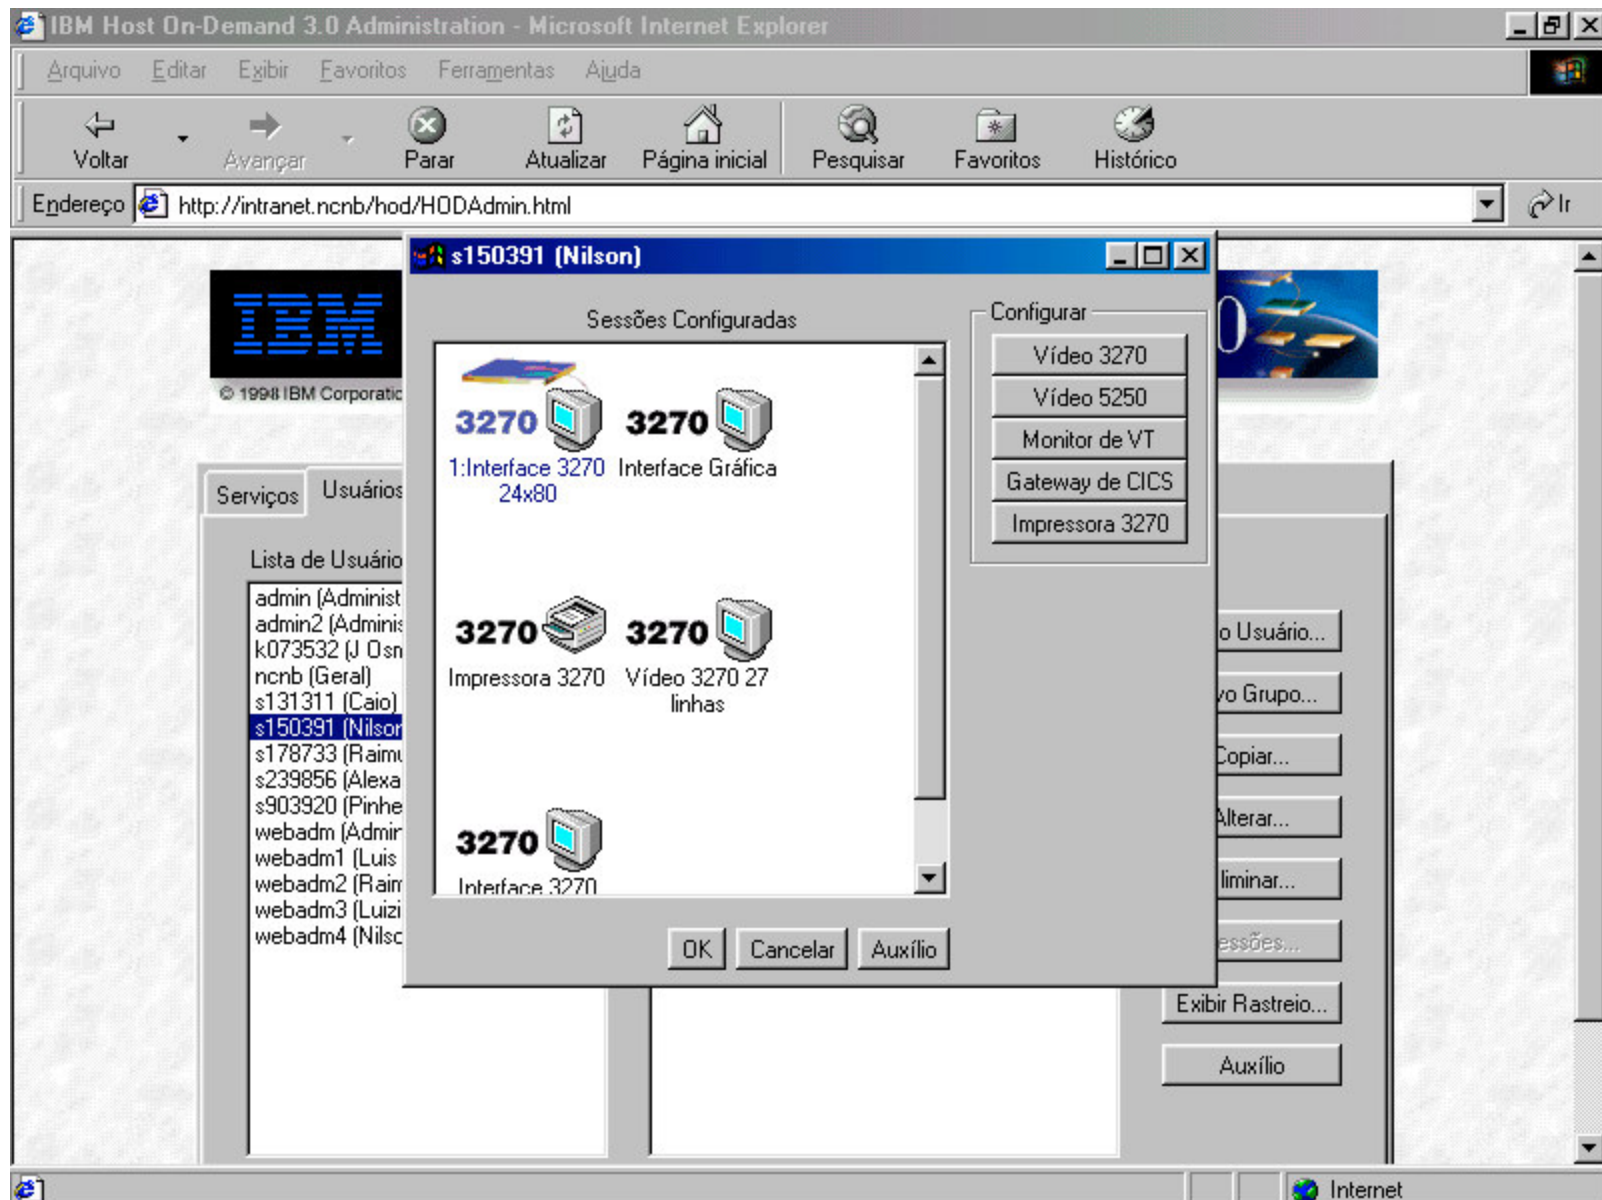 IBM Host On-Demand 3.0 Administration - Microsoft Internet Explorer
Arquivo Editar Exibir Favoritos Ferramentas Ajuda
Voltar Avançar Parar Atualizar Página inicial Pesquisar Favoritos Histórico
Endereço http://intranet.ncnb/hod/HODAdmin.html Ir
s150391 (Nilson)
IBM
© 1998 IBM Corporatic
Serviços Usuários
Lista de Usuário
admin (Administ
admin2 (Adminis
k073532 (J Osn
ncnb (Geral)
s131311 (Caio)
s150391 (Nilson
s178733 (Raimu
s239856 (Alexa
s903920 (Pinhe
webadm (Admir
webadm1 (Luis
webadm2 (Raim
webadm3 (Luizi
webadm4 (Nilsc
Sessões Configuradas
3270 3270
1:Interface 3270 Interface Gráfica
24x80
3270 3270
Impressora 3270 Vídeo 3270 27
linhas
3270
Interface 3270
OK Cancelar Auxílio
Configurar
Vídeo 3270
Vídeo 5250
Monitor de VT
Gateway de CICS
Impressora 3270
o Usuário...
vo Grupo...
Copiar...
Alterar...
liminar...
essões...
Exibir Rastreio...
Auxílio
Internet